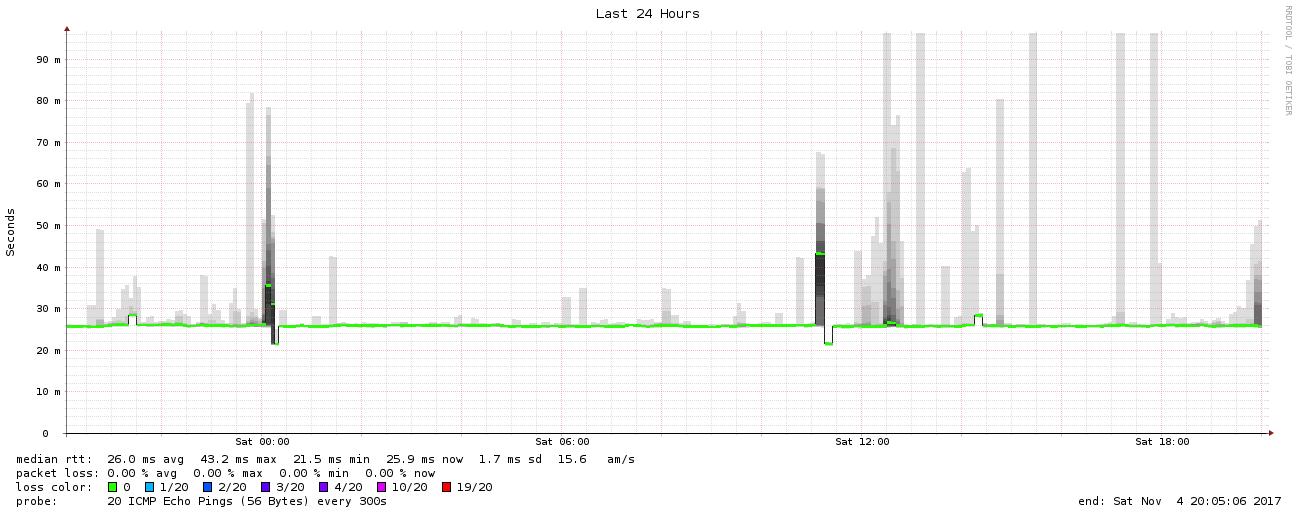 Last 24 Hours
RRDTOOL / TOBI OETIKER
Seconds
90 m
80 m
70 m
60 m
50 m
40 m
30 m
20 m
10 m
0
Sat 00:00 Sat 06:00 Sat 12:00 Sat 18:00
median rtt: 26.0 ms avg 43.2 ms max 21.5 ms min 25.9 ms now 1.7 ms sd 15.6 am/s
packet loss: 0.00 % avg 0.00 % max 0.00 % min 0.00 % now
loss color: 0 1/20 2/20 3/20 4/20 10/20 19/20
probe: 20 ICMP Echo Pings (56 Bytes) every 300s end: Sat Nov 4 20:05:06 2017